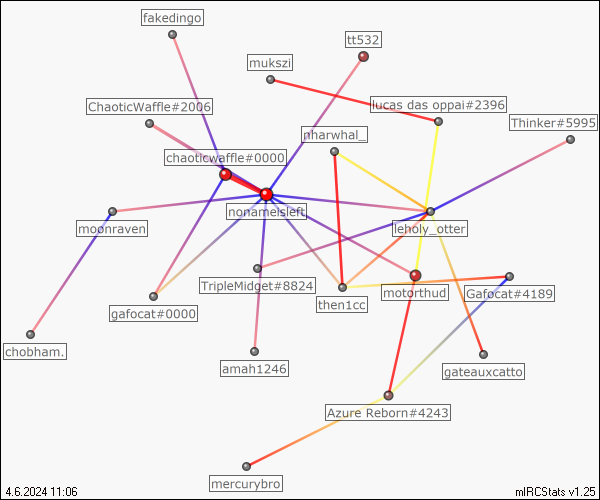 fakedingo
tt532
mukszi
ChaoticWaffle#2006
lucas das oppai#2396
Thinker#5995
nharwhal_
chaoticwaffle#0000
nonameisleft
moonraven
leholy_otter
TripleMidget#8824
motorthud
Gafocat#4189
gafocat#0000
then1cc
chobham.
amah1246
gateauxcatto
Azure Reborn#4243
mercurybro
4.6.2024 11:06
mIRCStats v1.25